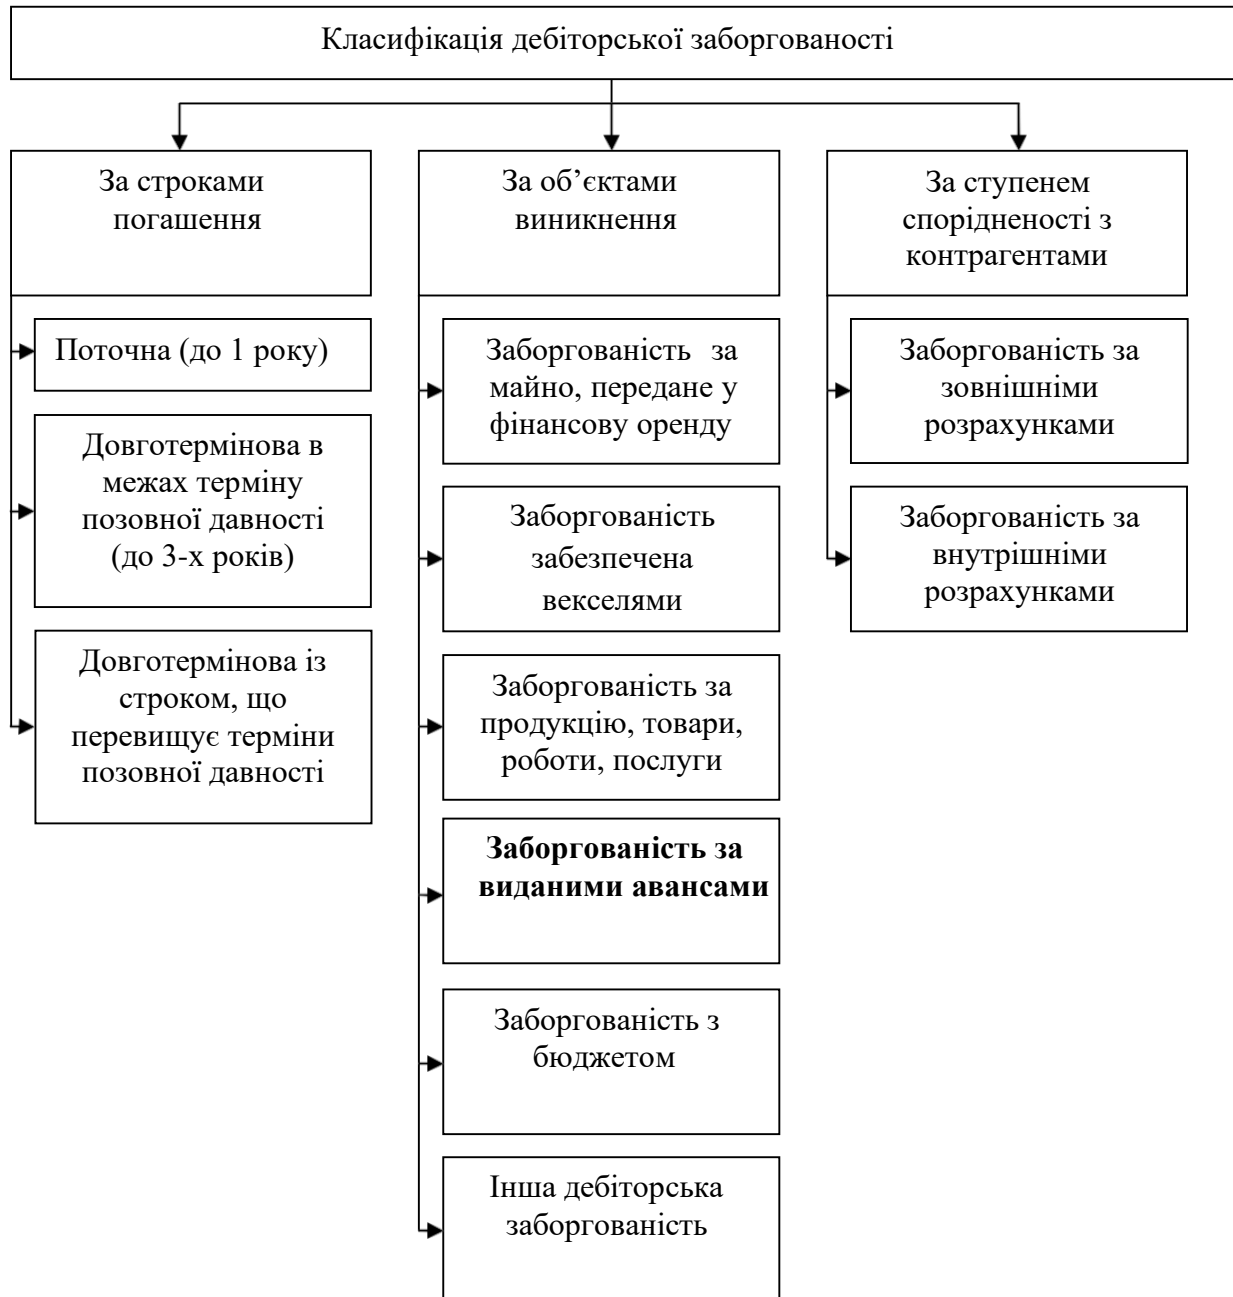 Класифікація дебіторської заборгованості
За строками
погашення
Поточна (до 1 року)
Довготермінова в
межах терміну
позовної давності
(до 3-х років)
Довготермінова із
строком, що
перевищує терміни
позовної давності
За об’єктами
виникнення
Заборгованість за
майно, передане у
фінансову оренду
Заборгованість
забезпечена
векселями
Заборгованість за
продукцію, товари,
роботи, послуги
Заборгованість за
виданими авансами
Заборгованість з
бюджетом
Інша дебіторська
заборгованість
За ступенем
спорідненості з
контрагентами
Заборгованість за
зовнішніми
розрахунками
Заборгованість за
внутрішніми
розрахунками